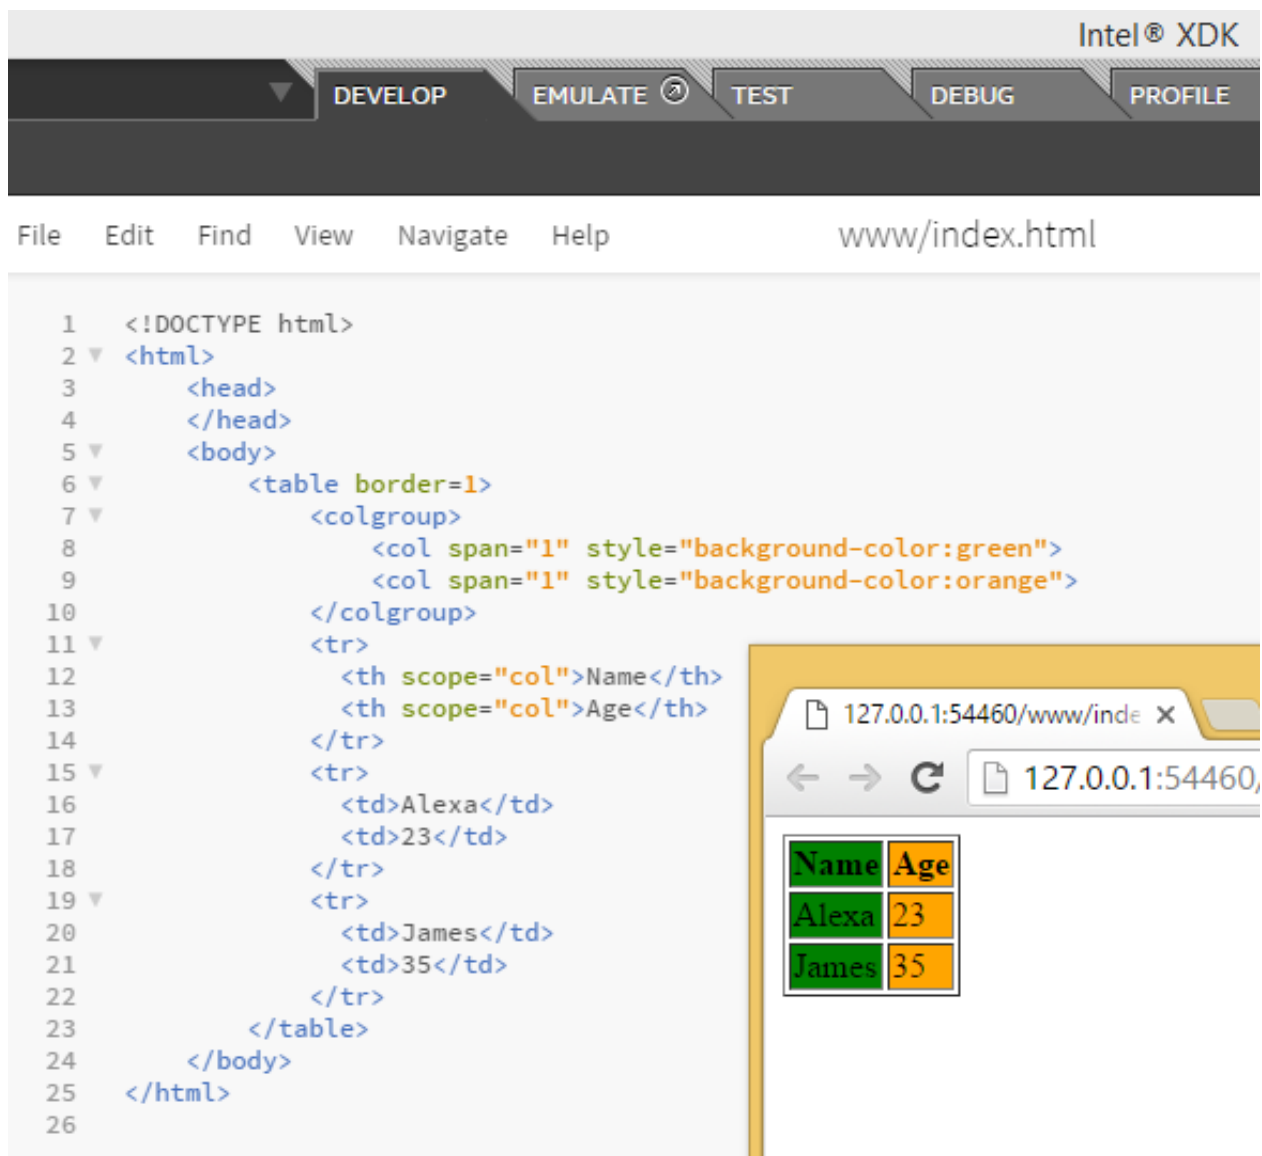 Intel® XDK
DEVELOP EMULATE TEST DEBUG PROFILE
File Edit Find View Navigate Help www/index.html
1 <!DOCTYPE html>
2 <html>
3 <head>
4 </head>
5 <body>
6 <table border=1>
7 <colgroup>
8 <col span="1" style="background-color:green">
9 <col span="1" style="background-color:orange">
10 </colgroup>
11 <tr>
12 <th scope="col">Name</th>
13 <th scope="col">Age</th>
14 </tr>
15 <tr>
16 <td>Alexa</td>
17 <td>23</td>
18 </tr>
19 <tr>
20 <td>James</td>
21 <td>35</td>
22 </tr>
23 </table>
24 </body>
25 </html>
26
127.0.0.1:54460/www/inde
127.0.0.1:54460/
Name Age
Alexa 23
James 35